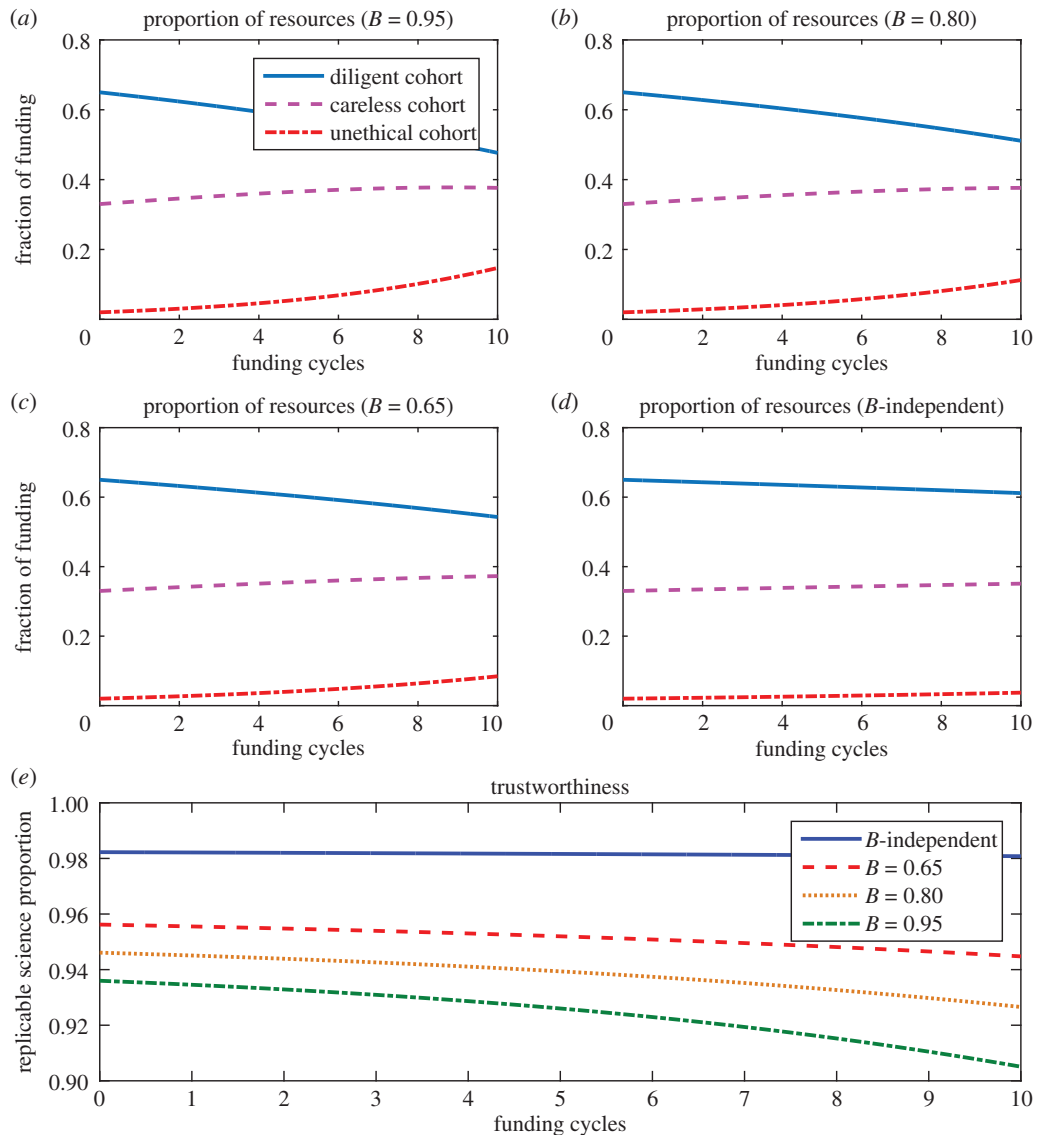 (a) proportion of resources (B = 0.95)
0.8
0.6
0.4
0.2
fraction of funding
diligent cohort
careless cohort
unethical cohort
0 2 4 6 8 10
funding cycles
(b) proportion of resources (B = 0.80)
0.8
0.6
0.4
0.2
0 2 4 6 8 10
funding cycles
(c) proportion of resources (B = 0.65)
0.8
0.6
0.4
0.2
fraction of funding
0 2 4 6 8 10
funding cycles
(d) proportion of resources (B-independent)
0.8
0.6
0.4
0.2
0 2 4 6 8 10
funding cycles
(e) trustworthiness
1.00
0.98
0.96
0.94
0.92
0.90
replicable science proportion
B-independent
B = 0.65
B = 0.80
B = 0.95
0 1 2 3 4 5 6 7 8 9 10
funding cycles